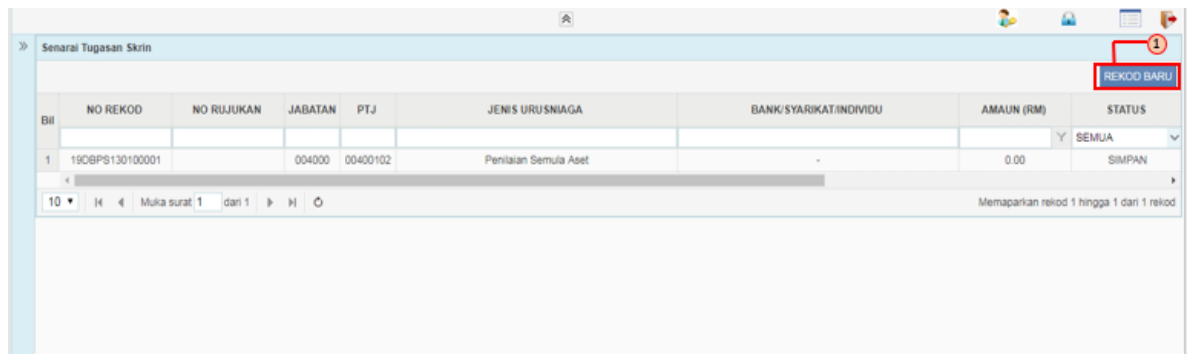 Senarai Tugasan Skrin
1
REKOD BARU
Bil NO REKOD NO RUJUKAN JABATAN PTJ JENIS URUSNIAGA BANK/SYARIKAT/INDIVIDU AMAUN (RM) STATUS
SEMUA
1 19DBPS130100001 004000 00400102 Penilaian Semula Aset - 0.00 SIMPAN
10 Muka surat 1 dari 1 Memaparkan rekod 1 hingga 1 dari 1 rekod